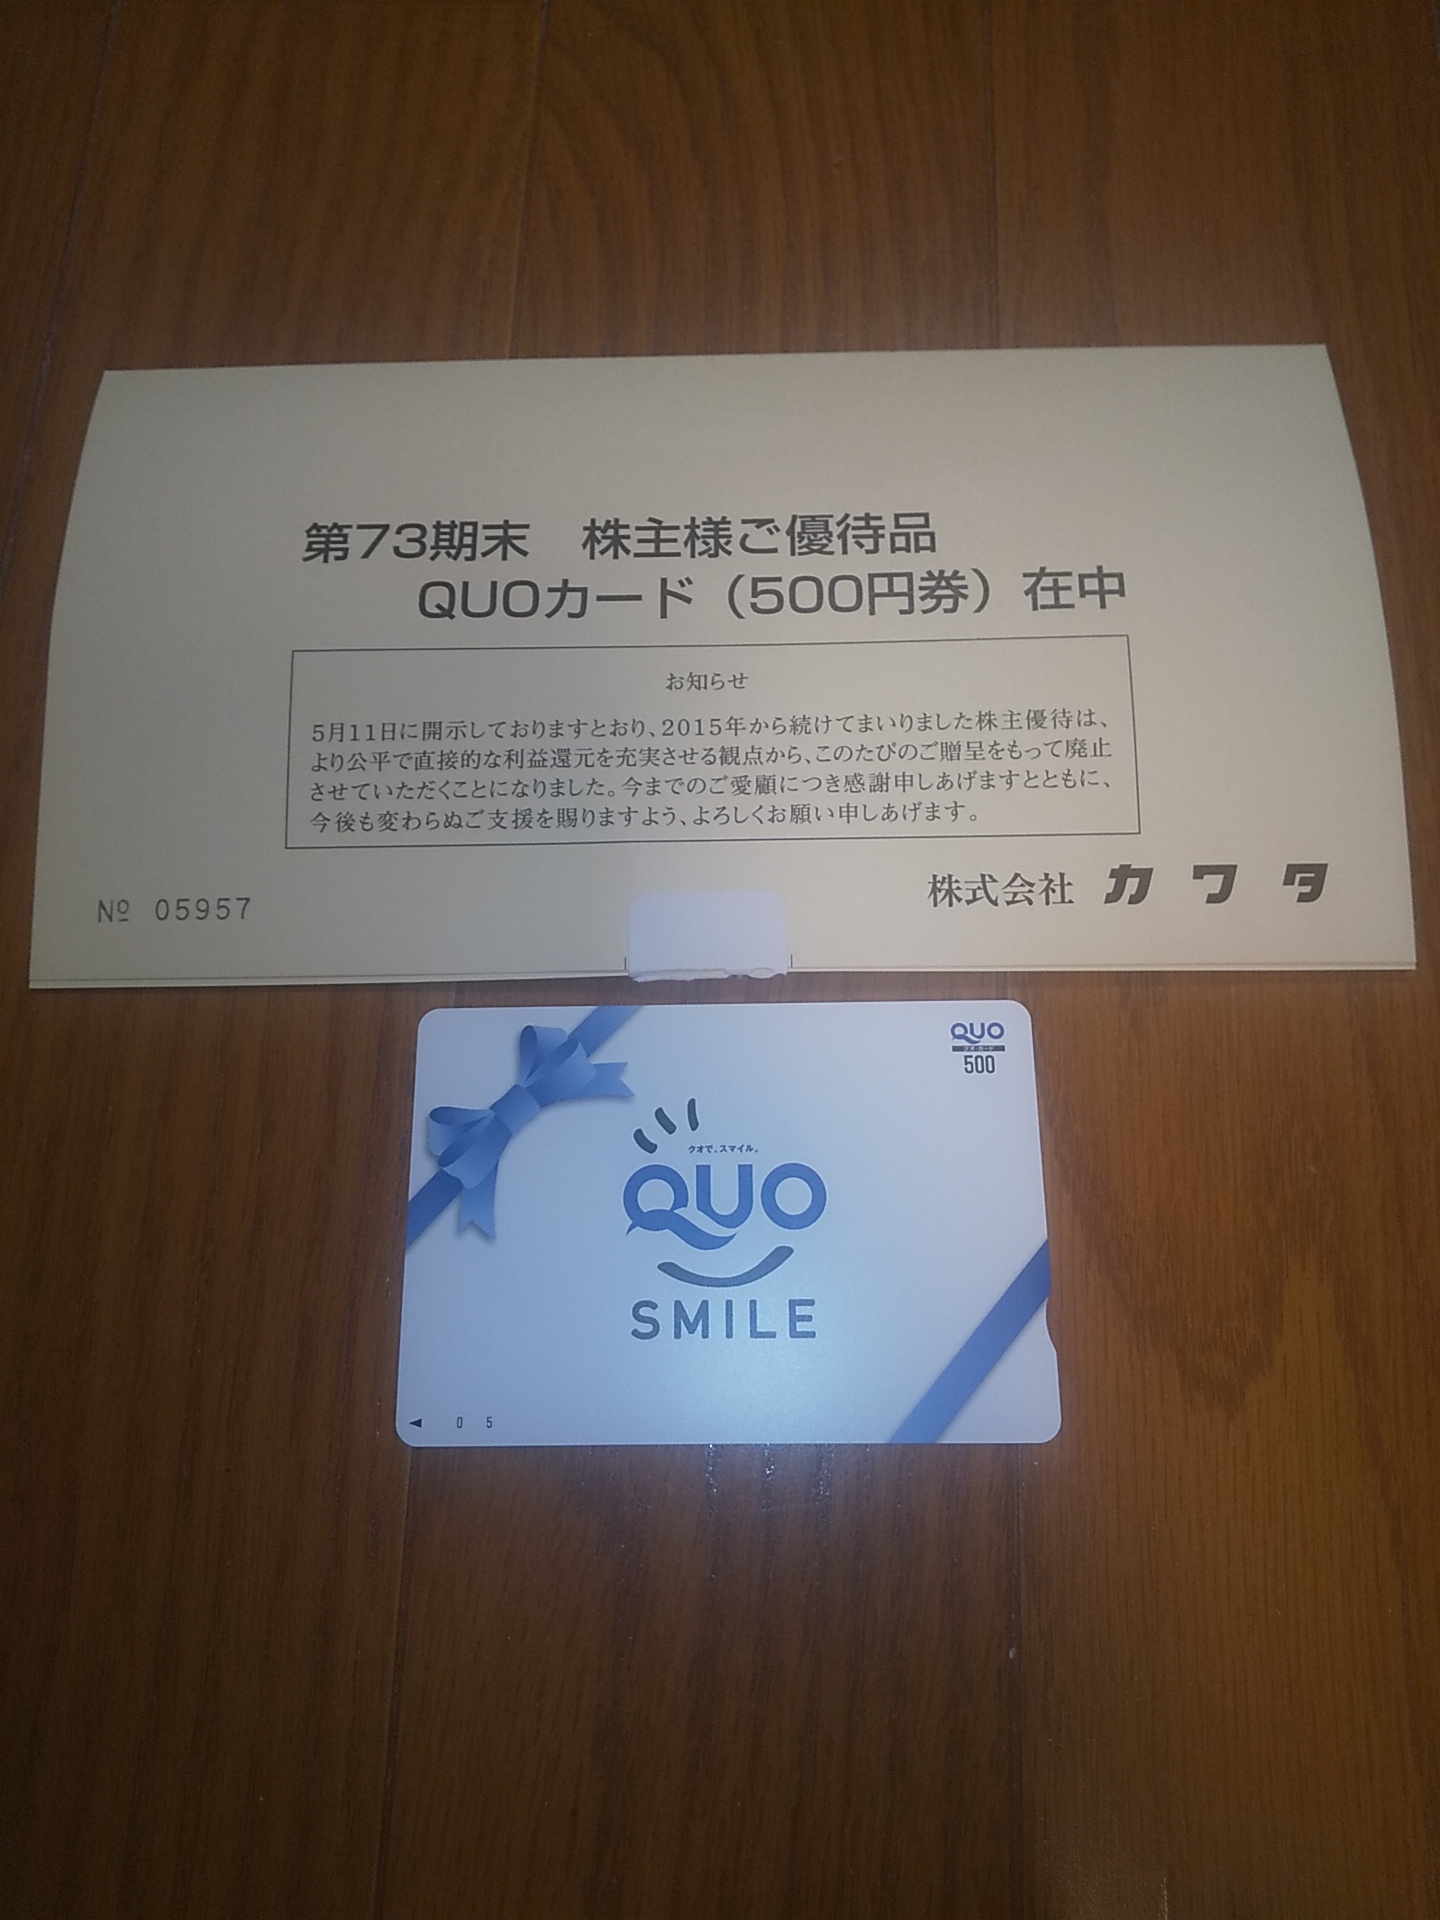 第73期末　株主様ご優待品
QUOカード（500円券）在中
お知らせ
5月11日に開示しておりますとおり、2015年から続けてまいりました株主優待は、
より公平で直接的な利益還元を充実させる観点から、このたびのご贈呈をもって廃止
させていただくことになりました。今までのご愛顧につき感謝申しあげますとともに、
今後も変わらぬご支援を賜りますよう、よろしくお願い申しあげます。
№ 05957
株式会社 カワタ
QUO
クオ・カード
500
クオで、スマイル。
QUO
SMILE
◀ 0 5